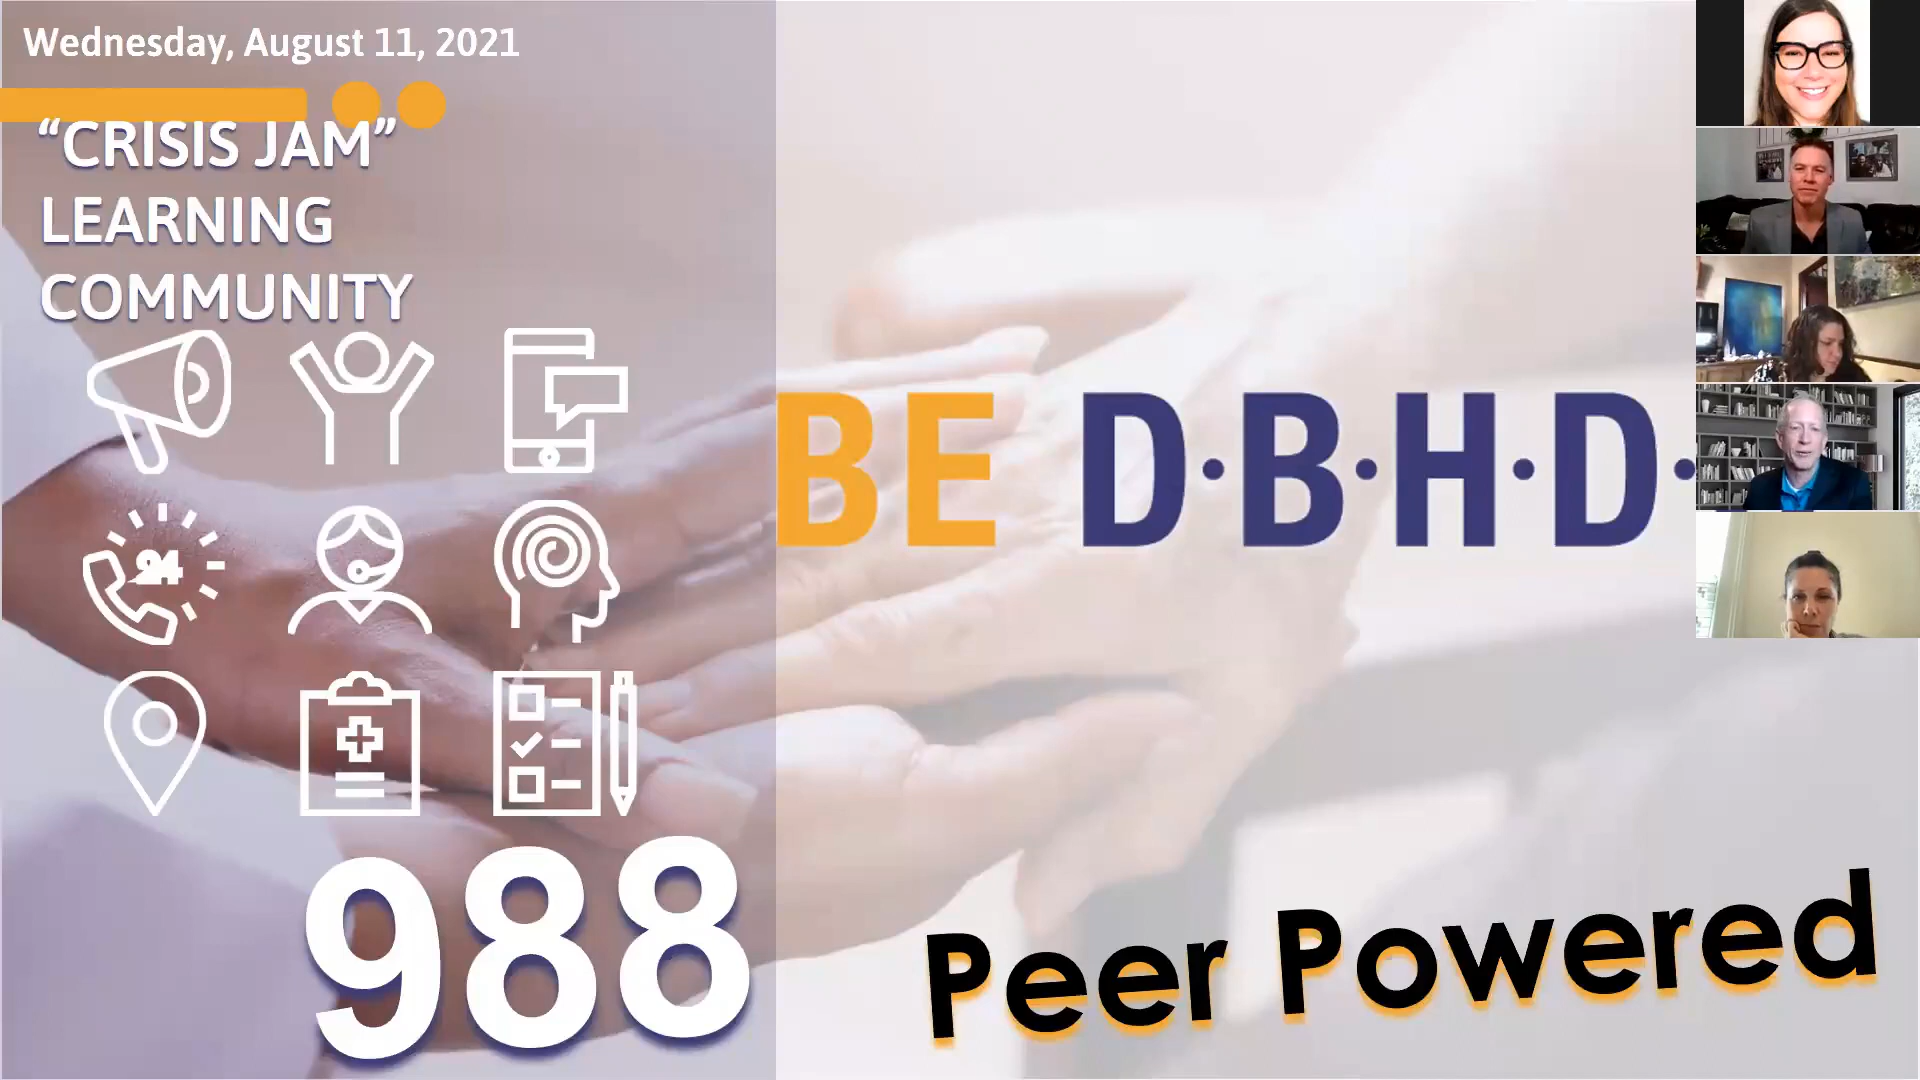 Wednesday, August 11, 2021
“CRISIS JAM”
LEARNING
COMMUNITY
24
BE D·B·H·D·
988
Peer Powered